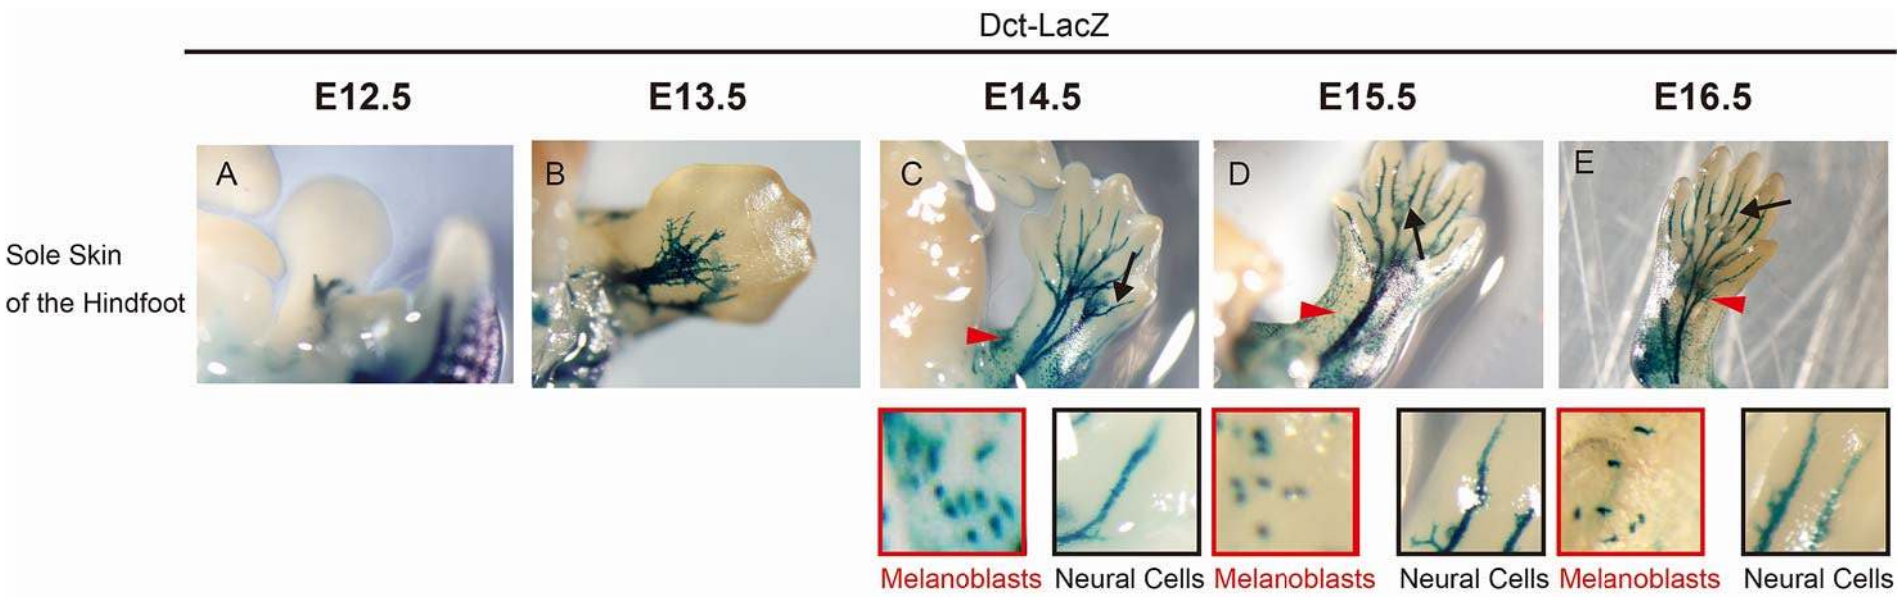 Dct-LacZ
E12.5 E13.5 E14.5 E15.5 E16.5
A B C D E
Sole Skin
of the Hindfoot
Melanoblasts Neural Cells Melanoblasts Neural Cells Melanoblasts Neural Cells